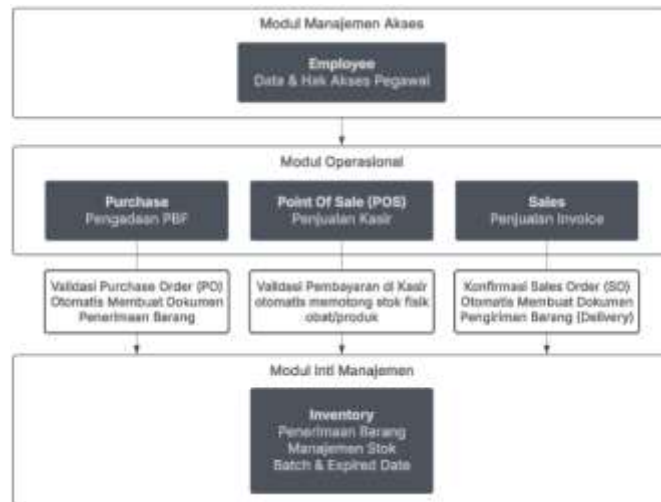 Modul Manajemen Akses
Employee
Data & Hak Akses Pegawai
Modul Operasional
Purchase
Pengadaan PBF
Point Of Sale (POS)
Penjualan Kasir
Sales
Penjualan Invoice
Validasi Purchase Order (PO)
Otomatis Membuat Dokumen
Penerimaan Barang
Validasi Pembayaran di Kasir
otomatis memotong stok fisik
obat/produk
Konfirmasi Sales Order (SO)
Otomatis Membuat Dokumen
Pengiriman Barang (Delivery)
Modul Inti Manajemen
Inventory
Penerimaan Barang
Manajemen Stok
Batch & Expired Date